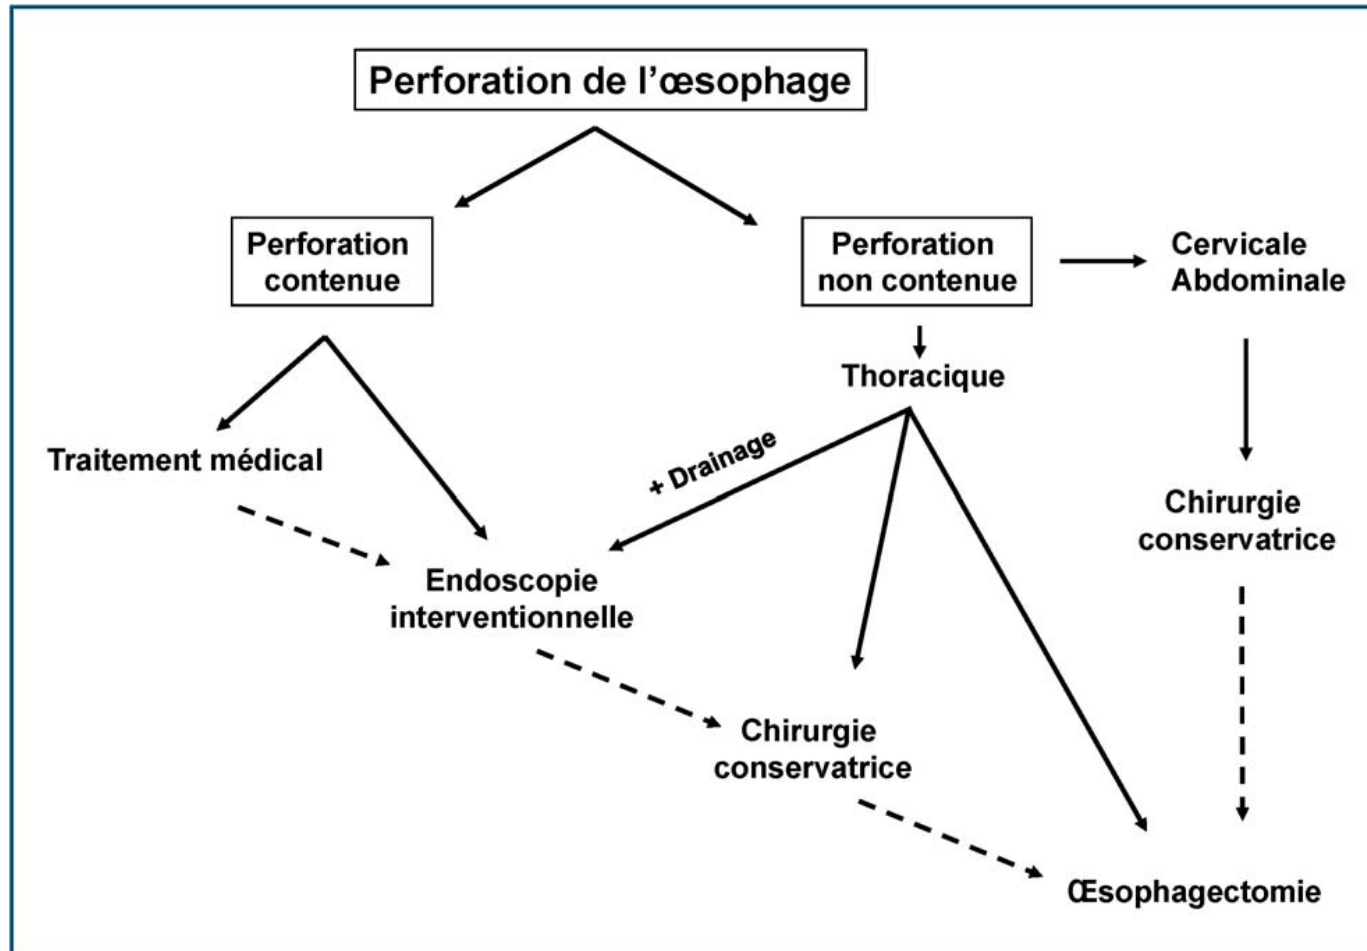 Perforation de l’œsophage
Perforation
contenue
Perforation
non contenue
Cervicale
Abdominale
Thoracique
Traitement médical
+ Drainage
Chirurgie
conservatrice
Endoscopie
interventionnelle
Chirurgie
conservatrice
Œsophagectomie